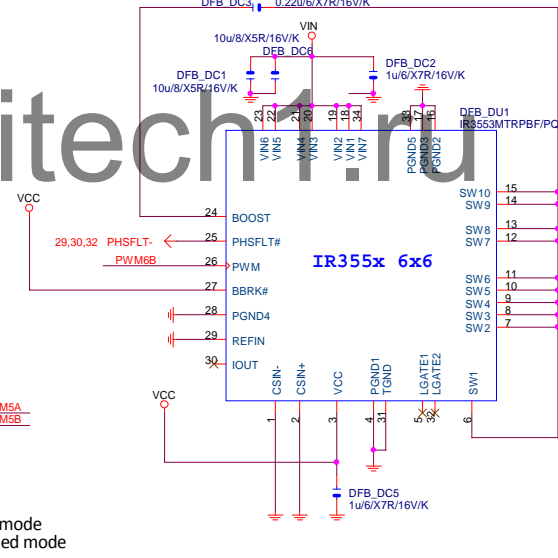 DFB_DC3
0.22u/6/X7R/16V/K
VIN
10u/8/X5R/16V/K
DFB_DC6
DFB_DC1
10u/8/X5R/16V/K
DFB_DC2
1u/6/X7R/16V/K
itech1.ru
DFB_DU1
IR3553MTRPBF/PQ
23 22 21 20 19 18 34 33 17 16
VIN6 VIN5 VIN4 VIN3 VIN2 VIN1 VIN7 PGND5 PGND3 PGND2
VCC
24 BOOST
29,30,32 PHSFLT- 25 PHSFLT#
PWM6B 26 PWM
27 BBRK#
28 PGND4
29 REFIN
30 IOUT
IR355x 6x6
SW10 15
SW9 14
SW8 13
SW7 12
SW6 11
SW5 10
SW4 9
SW3 8
SW2 7
CSIN- CSIN+ VCC PGND1 TGND LGATE1 LGATE2 SW1
1 2 3 4 31 5 32 6
VCC
M5A
M5B
DFB_DC5
1u/6/X7R/16V/K
mode
ed mode